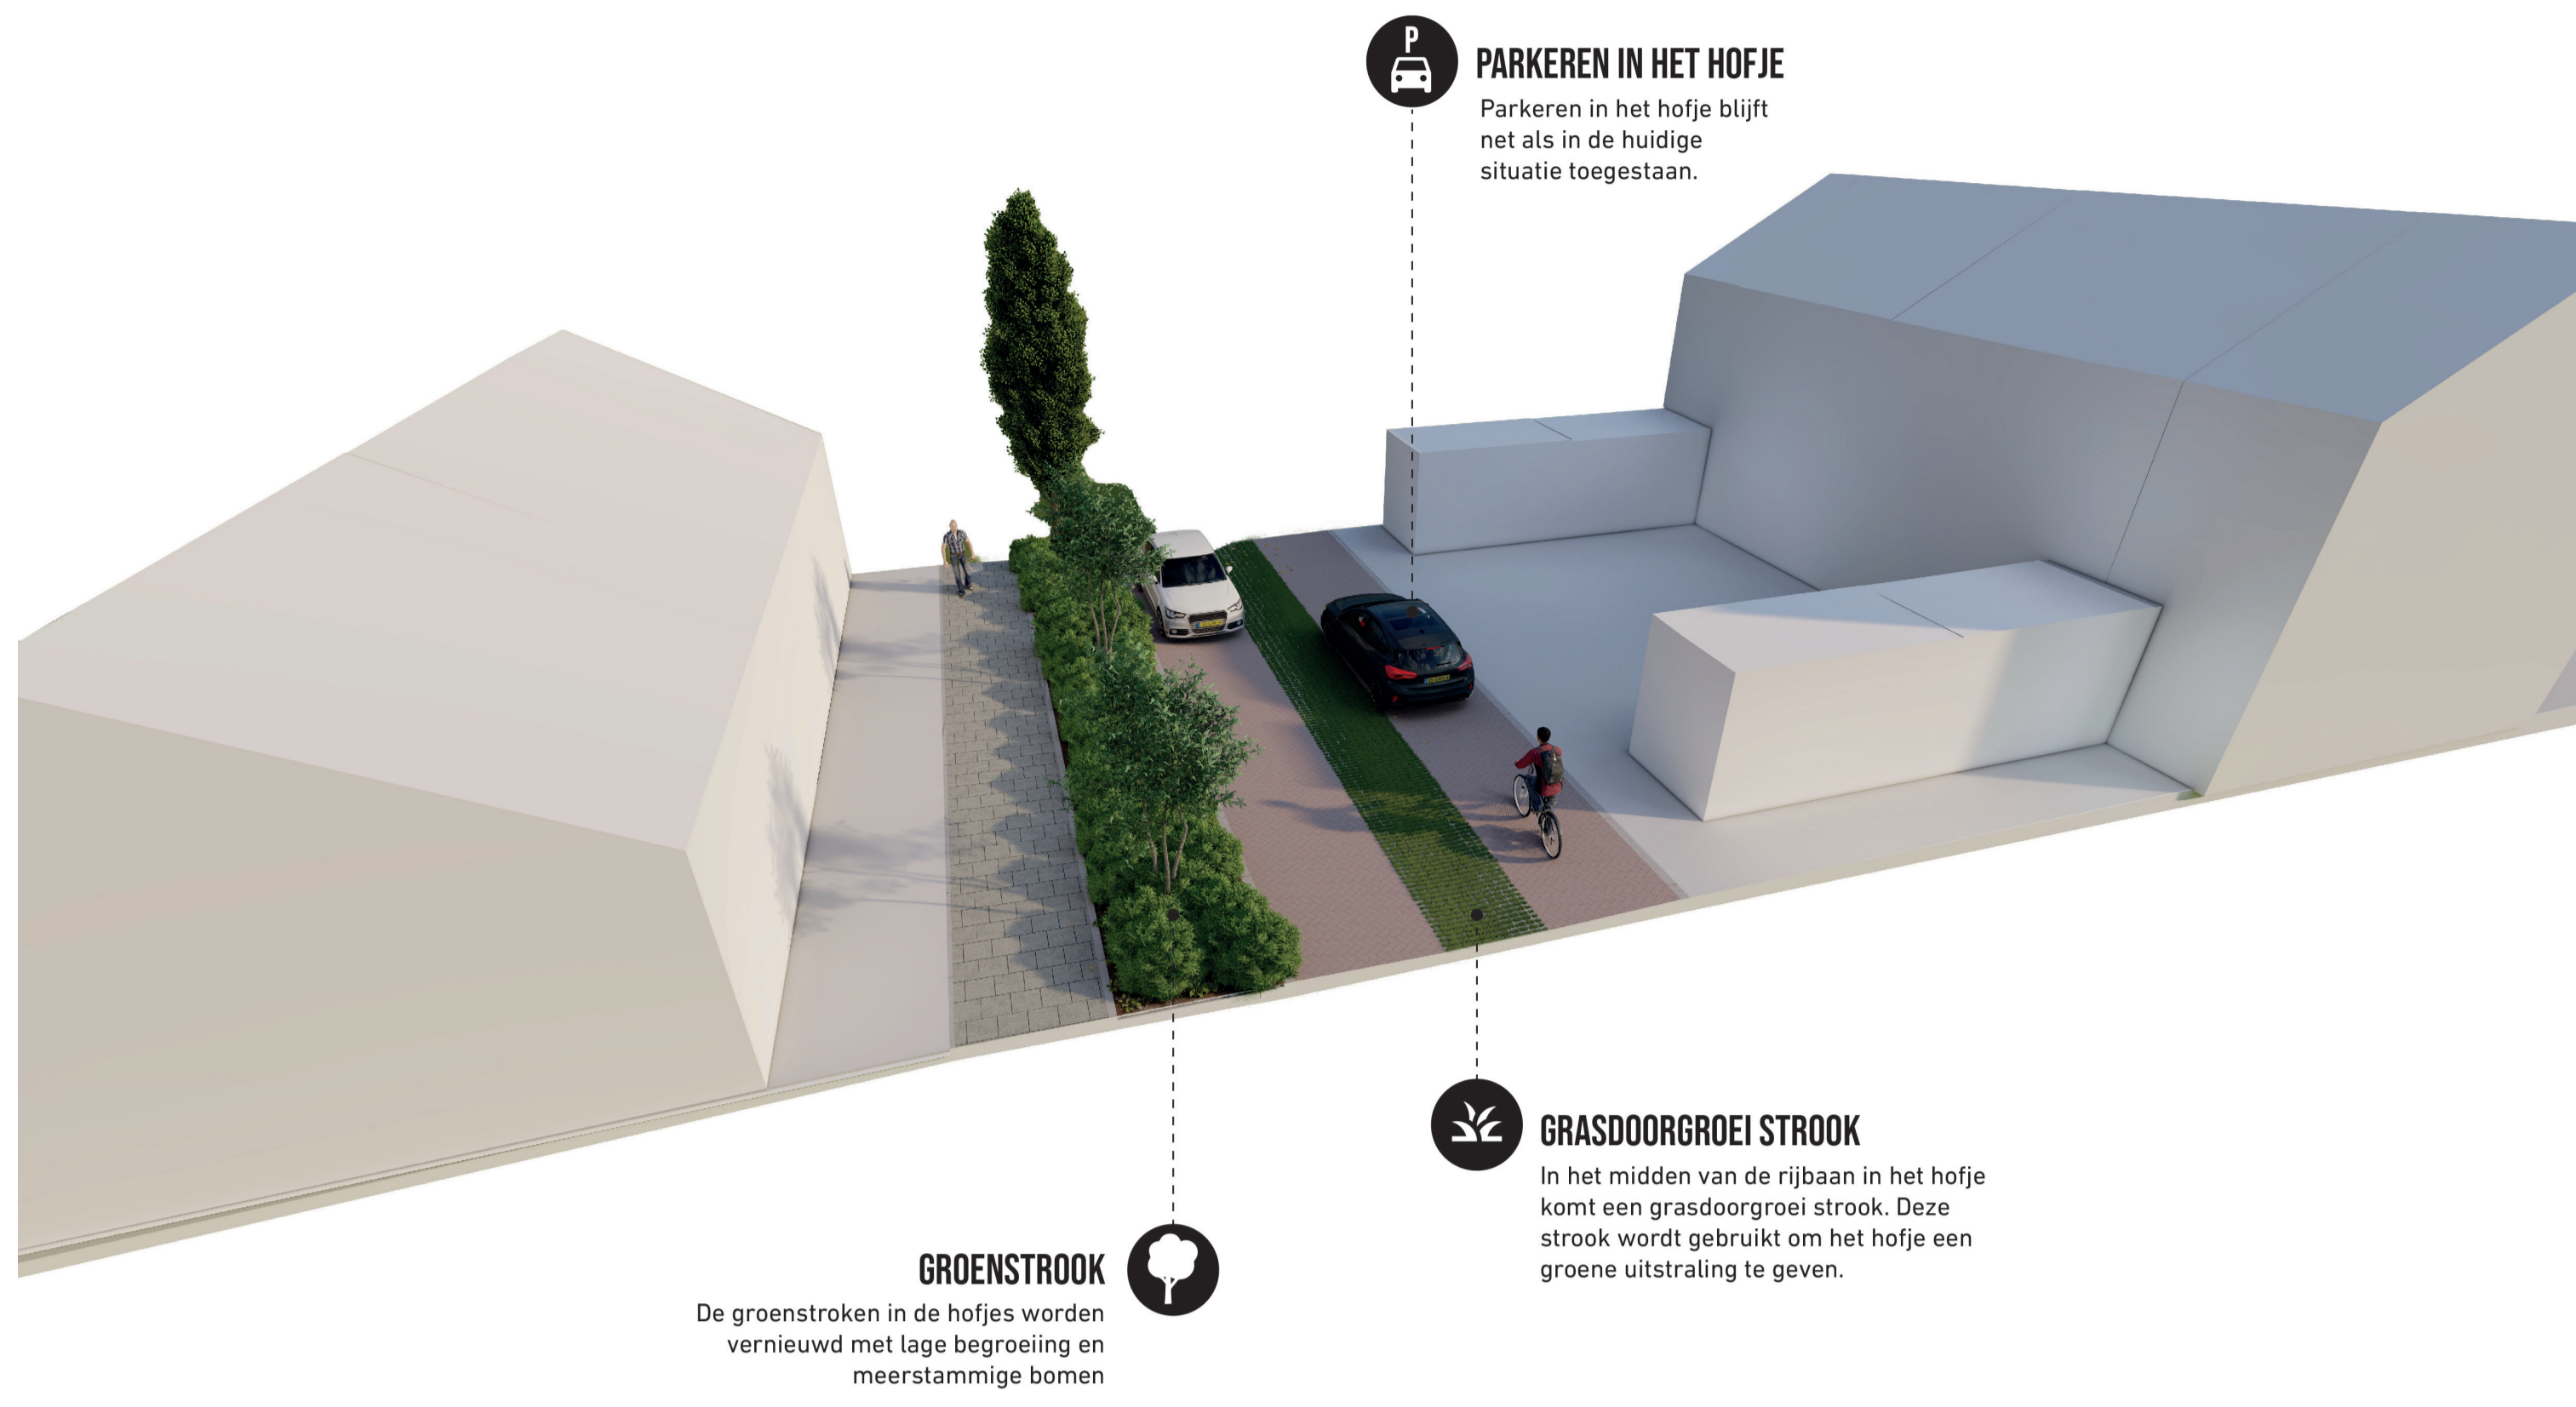 P
PARKEREN IN HET HOFJE
Parkeren in het hofje blijft
net als in de huidige
situatie toegestaan.
GRASDOORGROEI STROOK
In het midden van de rijbaan in het hofje
komt een grasdoorgroei strook. Deze
strook wordt gebruikt om het hofje een
groene uitstraling te geven.
GROENSTROOK
De groenstroken in de hofjes worden
vernieuwd met lage begroeiing en
meerstammige bomen